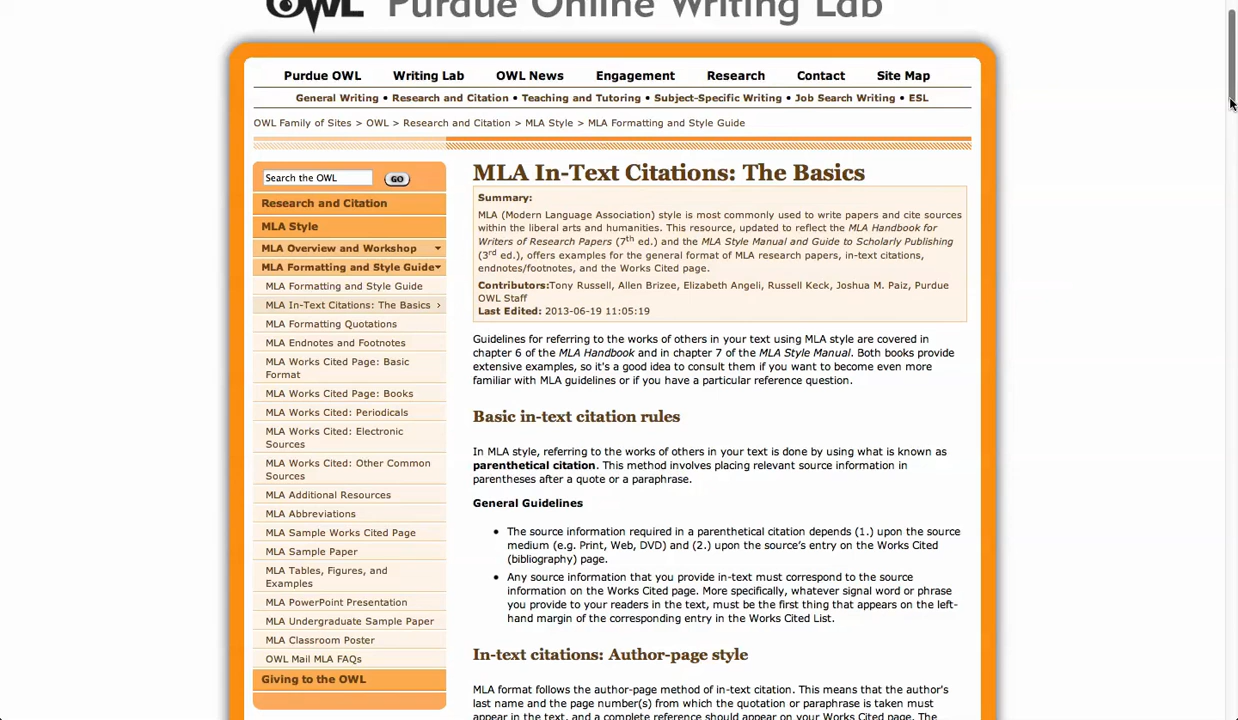 OWL Purdue Online Writing Lab
Purdue OWL Writing Lab OWL News Engagement Research Contact Site Map
General Writing • Research and Citation • Teaching and Tutoring • Subject-Specific Writing • Job Search Writing • ESL
OWL Family of Sites > OWL > Research and Citation > MLA Style > MLA Formatting and Style Guide
Search the OWL GO
Research and Citation
MLA Style
MLA Overview and Workshop
MLA Formatting and Style Guide
MLA Formatting and Style Guide
MLA In-Text Citations: The Basics ›
MLA Formatting Quotations
MLA Endnotes and Footnotes
MLA Works Cited Page: Basic
Format
MLA Works Cited Page: Books
MLA Works Cited: Periodicals
MLA Works Cited: Electronic
Sources
MLA Works Cited: Other Common
Sources
MLA Additional Resources
MLA Abbreviations
MLA Sample Works Cited Page
MLA Sample Paper
MLA Tables, Figures, and
Examples
MLA PowerPoint Presentation
MLA Undergraduate Sample Paper
MLA Classroom Poster
OWL Mail MLA FAQs
Giving to the OWL
MLA In-Text Citations: The Basics
Summary:
MLA (Modern Language Association) style is most commonly used to write papers and cite sources
within the liberal arts and humanities. This resource, updated to reflect the MLA Handbook for
Writers of Research Papers (7th ed.) and the MLA Style Manual and Guide to Scholarly Publishing
(3rd ed.), offers examples for the general format of MLA research papers, in-text citations,
endnotes/footnotes, and the Works Cited page.
Contributors:Tony Russell, Allen Brizee, Elizabeth Angeli, Russell Keck, Joshua M. Paiz, Purdue
OWL Staff
Last Edited: 2013-06-19 11:05:19
Guidelines for referring to the works of others in your text using MLA style are covered in
chapter 6 of the MLA Handbook and in chapter 7 of the MLA Style Manual. Both books provide
extensive examples, so it's a good idea to consult them if you want to become even more
familiar with MLA guidelines or if you have a particular reference question.
Basic in-text citation rules
In MLA style, referring to the works of others in your text is done by using what is known as
parenthetical citation. This method involves placing relevant source information in
parentheses after a quote or a paraphrase.
General Guidelines
• The source information required in a parenthetical citation depends (1.) upon the source
medium (e.g. Print, Web, DVD) and (2.) upon the source's entry on the Works Cited
(bibliography) page.
• Any source information that you provide in-text must correspond to the source
information on the Works Cited page. More specifically, whatever signal word or phrase
you provide to your readers in the text, must be the first thing that appears on the left-
hand margin of the corresponding entry in the Works Cited List.
In-text citations: Author-page style
MLA format follows the author-page method of in-text citation. This means that the author's
last name and the page number(s) from which the quotation or paraphrase is taken must
appear in the text, and a complete reference should appear on your Works Cited page. The